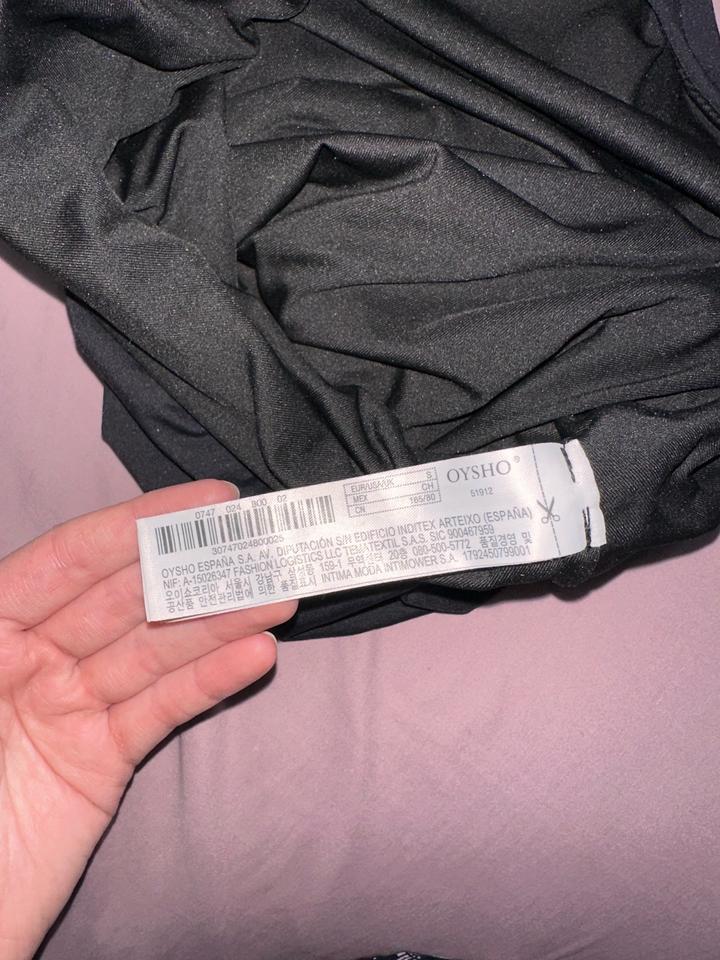 OYSHO®
51912
EUR/USA/UK S
MEX CH
CN 165/80
0747 024 800 02
30747024800025
OYSHO ESPAÑA S.A. AV. DIPUTACIÓN S/N EDIFICIO INDITEX ARTEIXO (ESPAÑA)
NIF: A-15026347 FASHION LOGISTICS LLC TEMATEXTIL S.A.S. SIC 900467959
오이쇼코리아 서울시 강남구 삼성동 159-1 무역타워 20층 080-500-5772 품질경영 및
공산품 안전관리법에 의한 품질표시 INTIMA MODA INTIMOWER S.A. 1792450799001